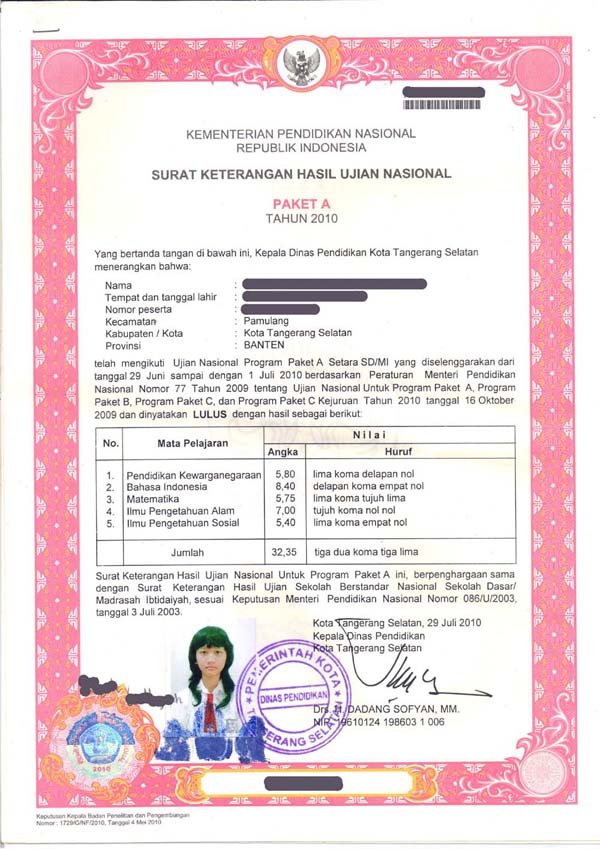 KEMENTERIAN PENDIDIKAN NASIONAL
REPUBLIK INDONESIA
SURAT KETERANGAN HASIL UJIAN NASIONAL
PAKET A
TAHUN 2010
Yang bertanda tangan di bawah ini, Kepala Dinas Pendidikan Kota Tangerang Selatan
menerangkan bahwa:
Nama :
Tempat dan tanggal lahir :
Nomor peserta :
Kecamatan : Pamulang
Kabupaten / Kota : Kota Tangerang Selatan
Provinsi : BANTEN
telah mengikuti Ujian Nasional Program Paket A Setara SD/MI yang diselenggarakan dari
tanggal 29 Juni sampai dengan 1 Juli 2010 berdasarkan Peraturan Menteri Pendidikan
Nasional Nomor 77 Tahun 2009 tentang Ujian Nasional Untuk Program Paket A, Program
Paket B, Program Paket C, dan Program Paket C Kejuruan Tahun 2010 tanggal 16 Oktober
2009 dan dinyatakan LULUS dengan hasil sebagai berikut:
No. Mata Pelajaran Nilai
Angka Huruf
1. Pendidikan Kewarganegaraan 5,80 lima koma delapan nol
2. Bahasa Indonesia 8,40 delapan koma empat nol
3. Matematika 5,75 lima koma tujuh lima
4. Ilmu Pengetahuan Alam 7,00 tujuh koma nol nol
5. Ilmu Pengetahuan Sosial 5,40 lima koma empat nol
Jumlah 32,35 tiga dua koma tiga lima
Surat Keterangan Hasil Ujian Nasional Untuk Program Paket A ini, berpenghargaan sama
dengan Surat Keterangan Hasil Ujian Sekolah Berstandar Nasional Sekolah Dasar/
Madrasah Ibtidaiyah, sesuai Keputusan Menteri Pendidikan Nasional Nomor 086/U/2003,
tanggal 3 Juli 2003.
Kota Tangerang Selatan, 29 Juli 2010
Kepala Dinas Pendidikan
Kota Tangerang Selatan
PEMERINTAH KOTA
DINAS PENDIDIKAN
TANGERANG SELATAN
Drs. H. DADANG SOFYAN, MM.
NIP. 19610124 198603 1 006
2010
Keputusan Kepala Badan Penelitian dan Pengembangan
Nomor : 1729/G/NF/2010, Tanggal 4 Mei 2010